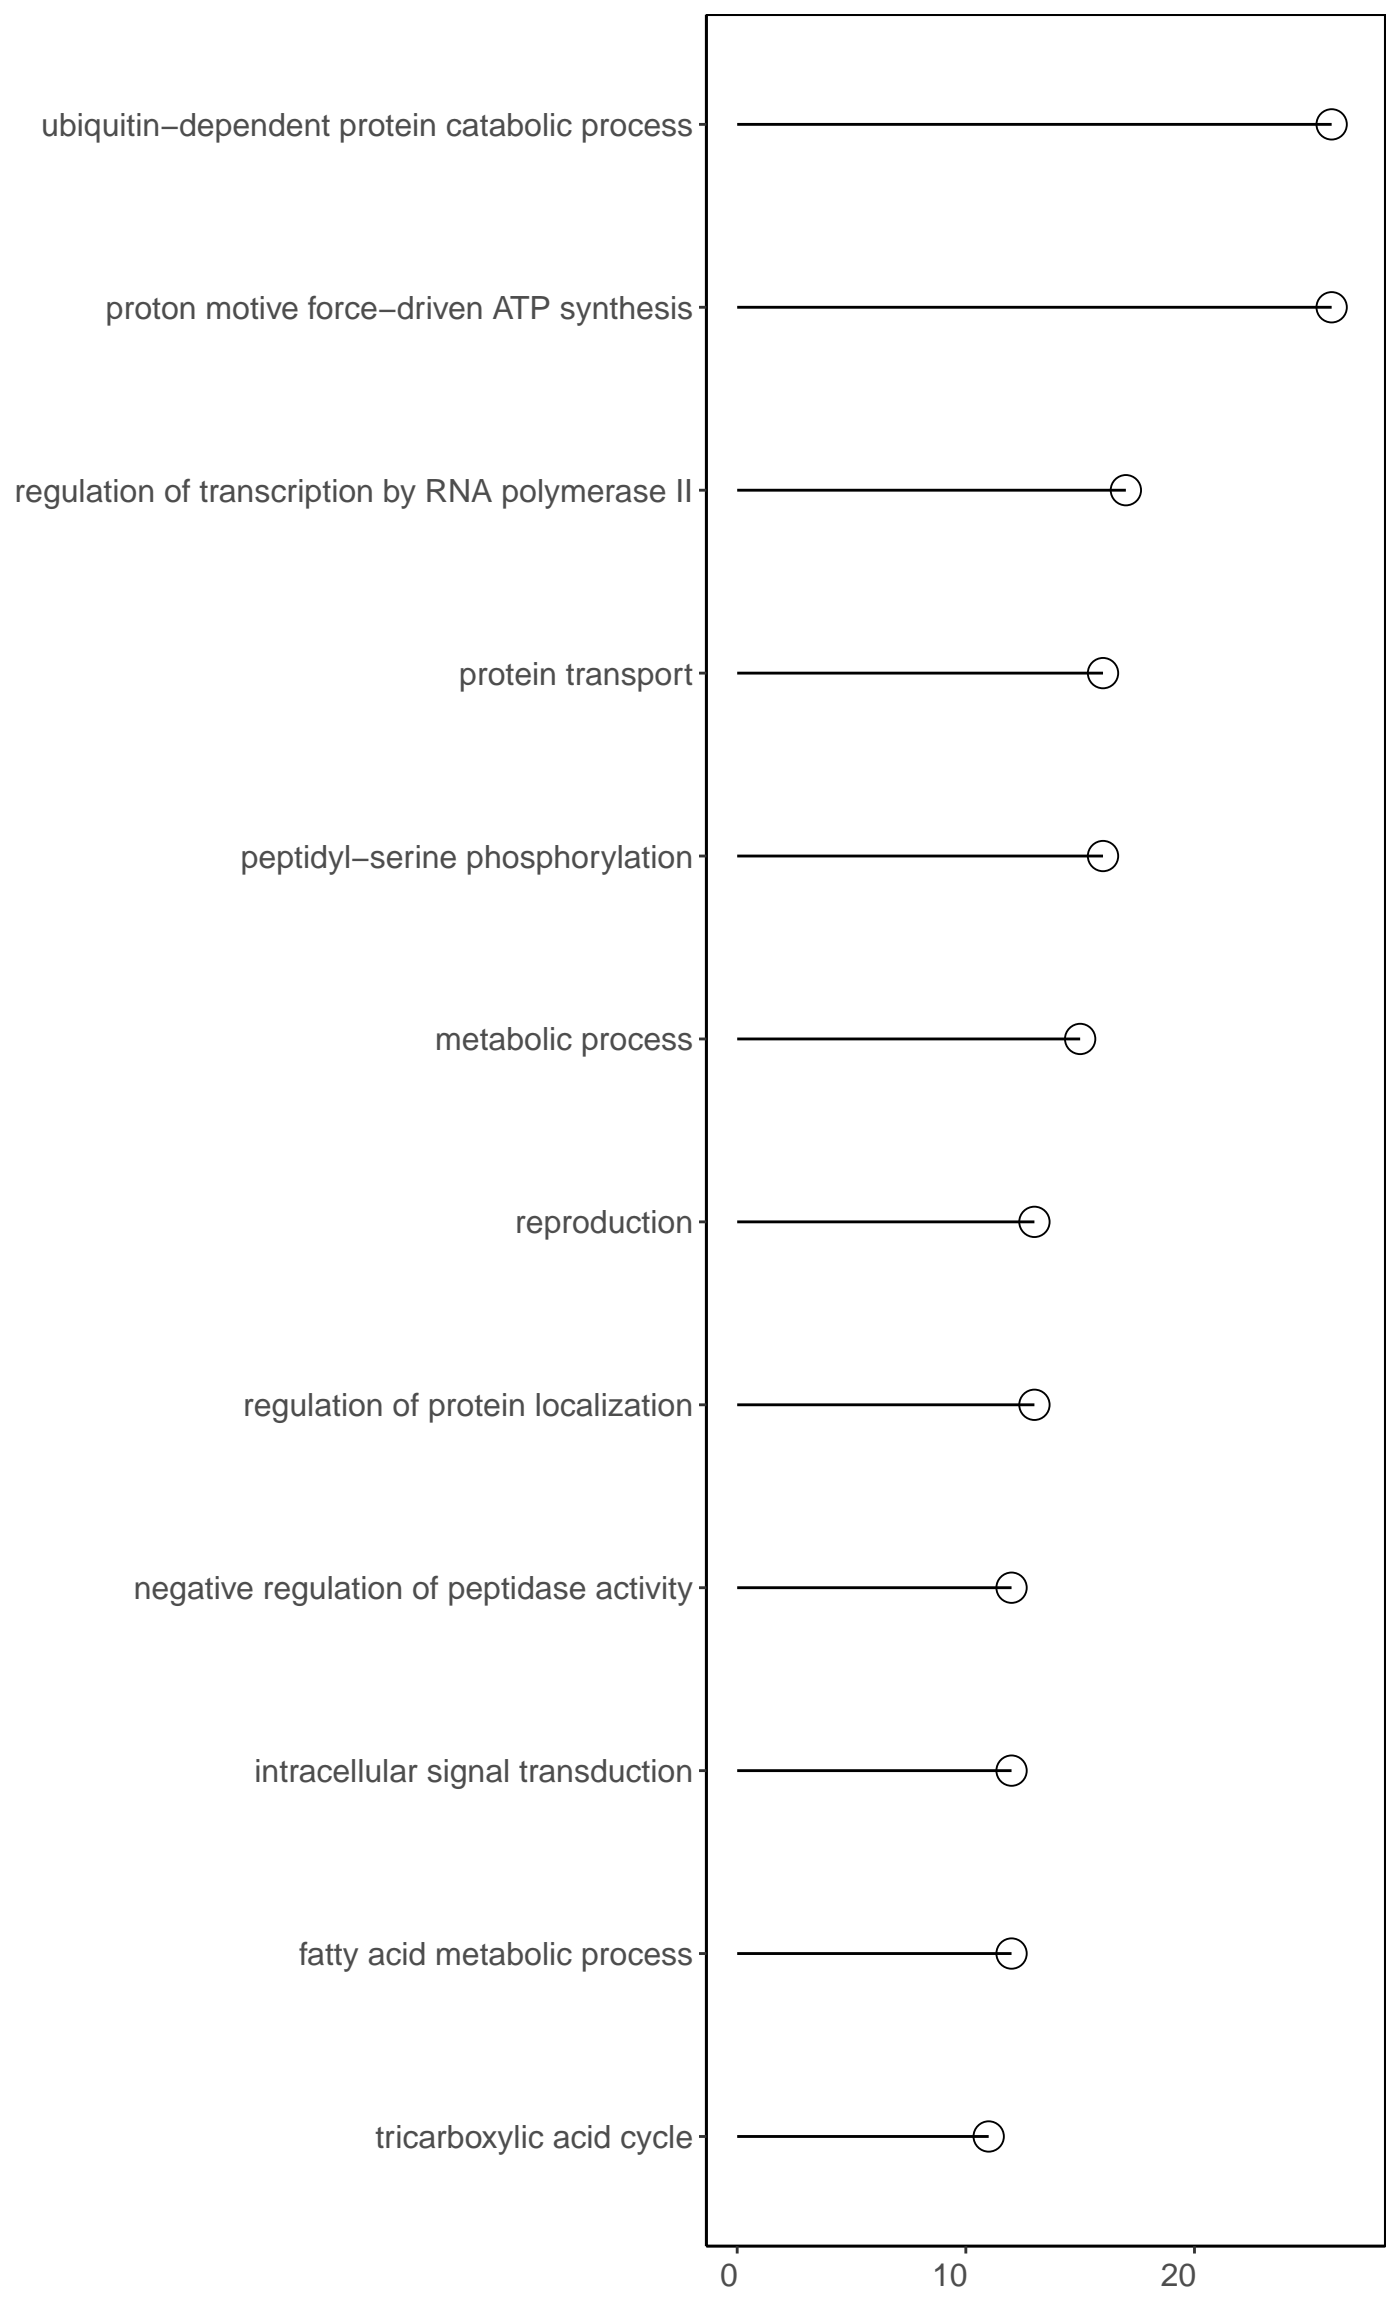 ubiquitin−dependent protein catabolic process
proton motive force−driven ATP synthesis
regulation of transcription by RNA polymerase II
protein transport
peptidyl−serine phosphorylation
metabolic process
reproduction
regulation of protein localization
negative regulation of peptidase activity
intracellular signal transduction
fatty acid metabolic process
tricarboxylic acid cycle
0 10 20